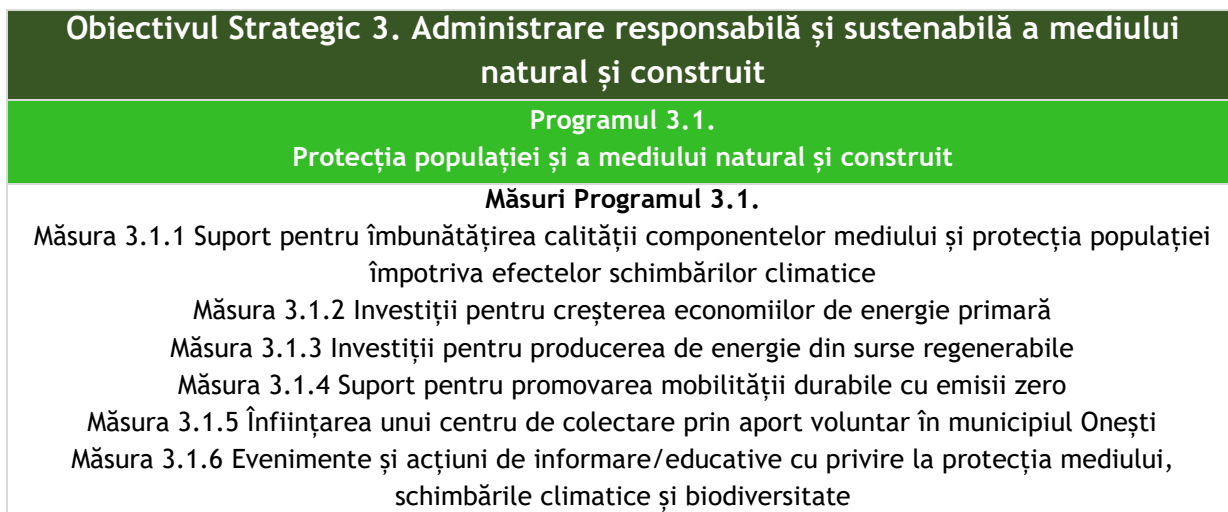 Obiectivul Strategic 3. Administrare responsabilă și sustenabilă a mediului
natural și construit
Programul 3.1.
Protecția populației și a mediului natural și construit
Măsuri Programul 3.1.
Măsura 3.1.1 Suport pentru îmbunătățirea calității componentelor mediului și protecția populației
împotriva efectelor schimbărilor climatice
Măsura 3.1.2 Investiții pentru creșterea economiilor de energie primară
Măsura 3.1.3 Investiții pentru producerea de energie din surse regenerabile
Măsura 3.1.4 Suport pentru promovarea mobilității durabile cu emisii zero
Măsura 3.1.5 Înființarea unui centru de colectare prin aport voluntar în municipiul Onești
Măsura 3.1.6 Evenimente și acțiuni de informare/educative cu privire la protecția mediului,
schimbările climatice și biodiversitate